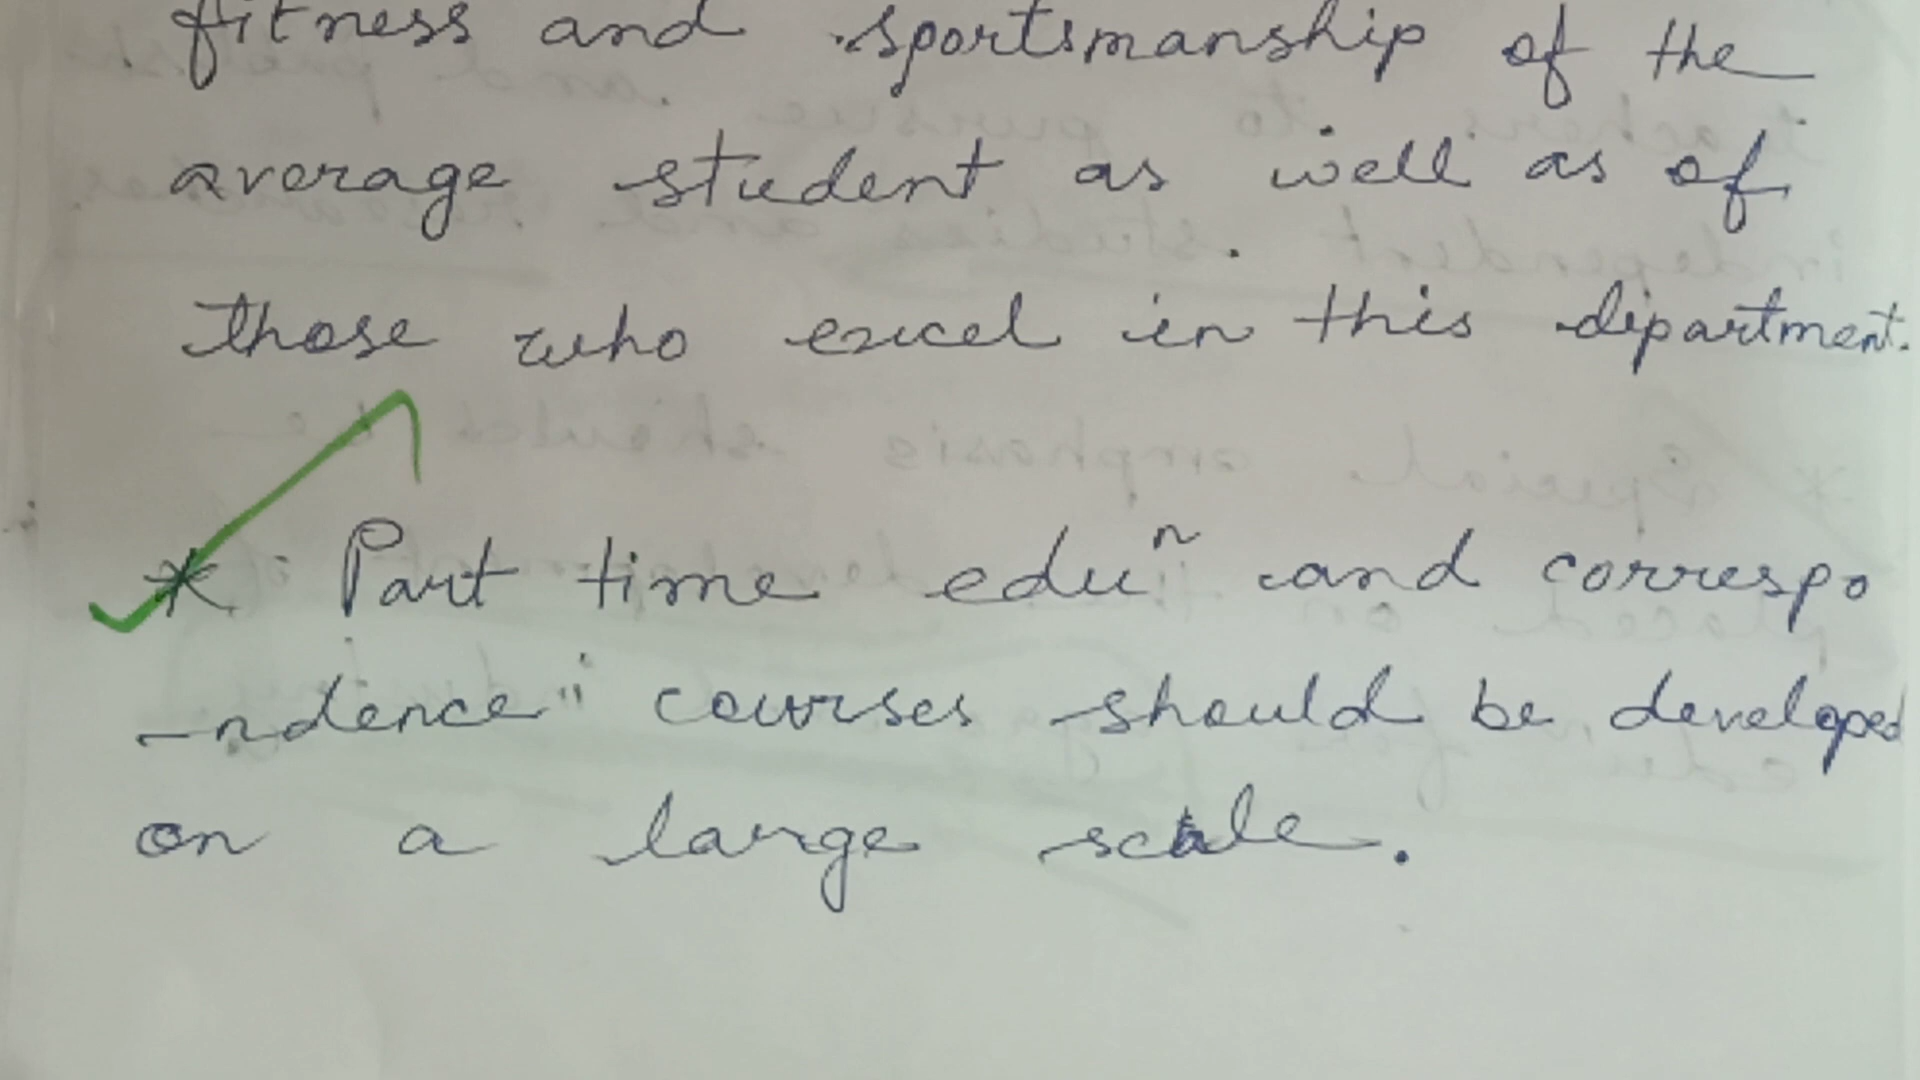 fitness and sportsmanship of the
average student as well as of
those who excel in this dipartment.
* Part time eduⁿ and correspo
-ndence" courses should be developed
on a large scale.